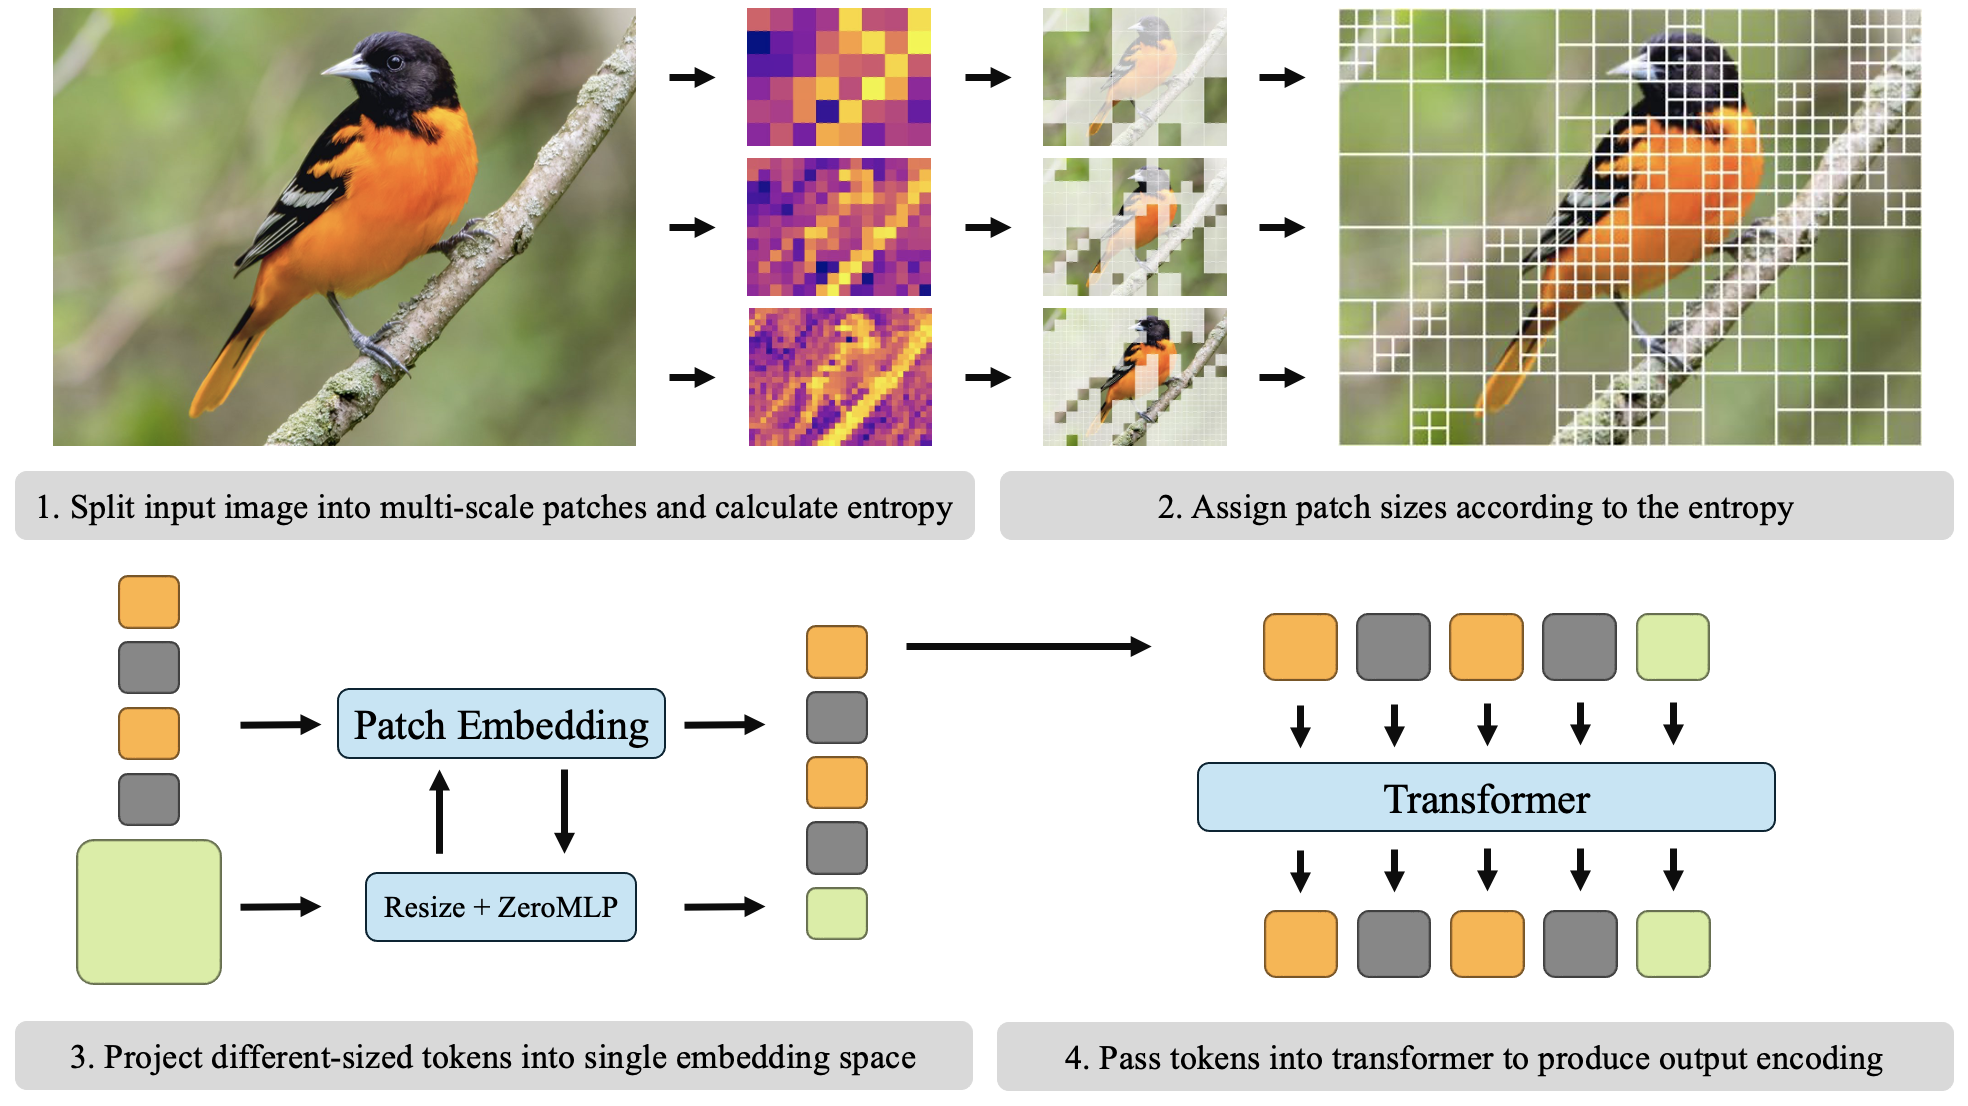 1. Split input image into multi-scale patches and calculate entropy
2. Assign patch sizes according to the entropy
Patch Embedding
Resize + ZeroMLP
Transformer
3. Project different-sized tokens into single embedding space
4. Pass tokens into transformer to produce output encoding